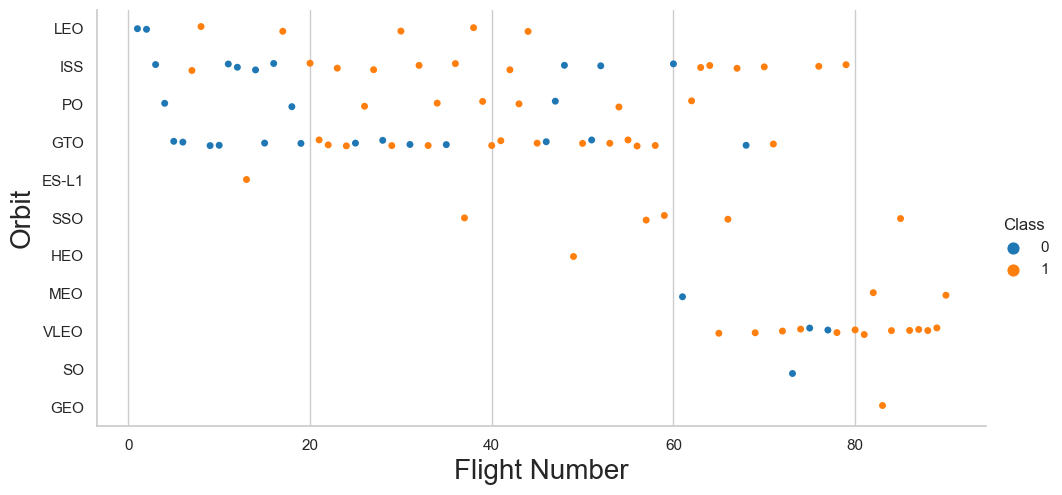 LEO
ISS
PO
GTO
ES-L1
SSO
HEO
MEO
VLEO
SO
GEO
Orbit
0 20 40 60 80
Flight Number
Class
0
1